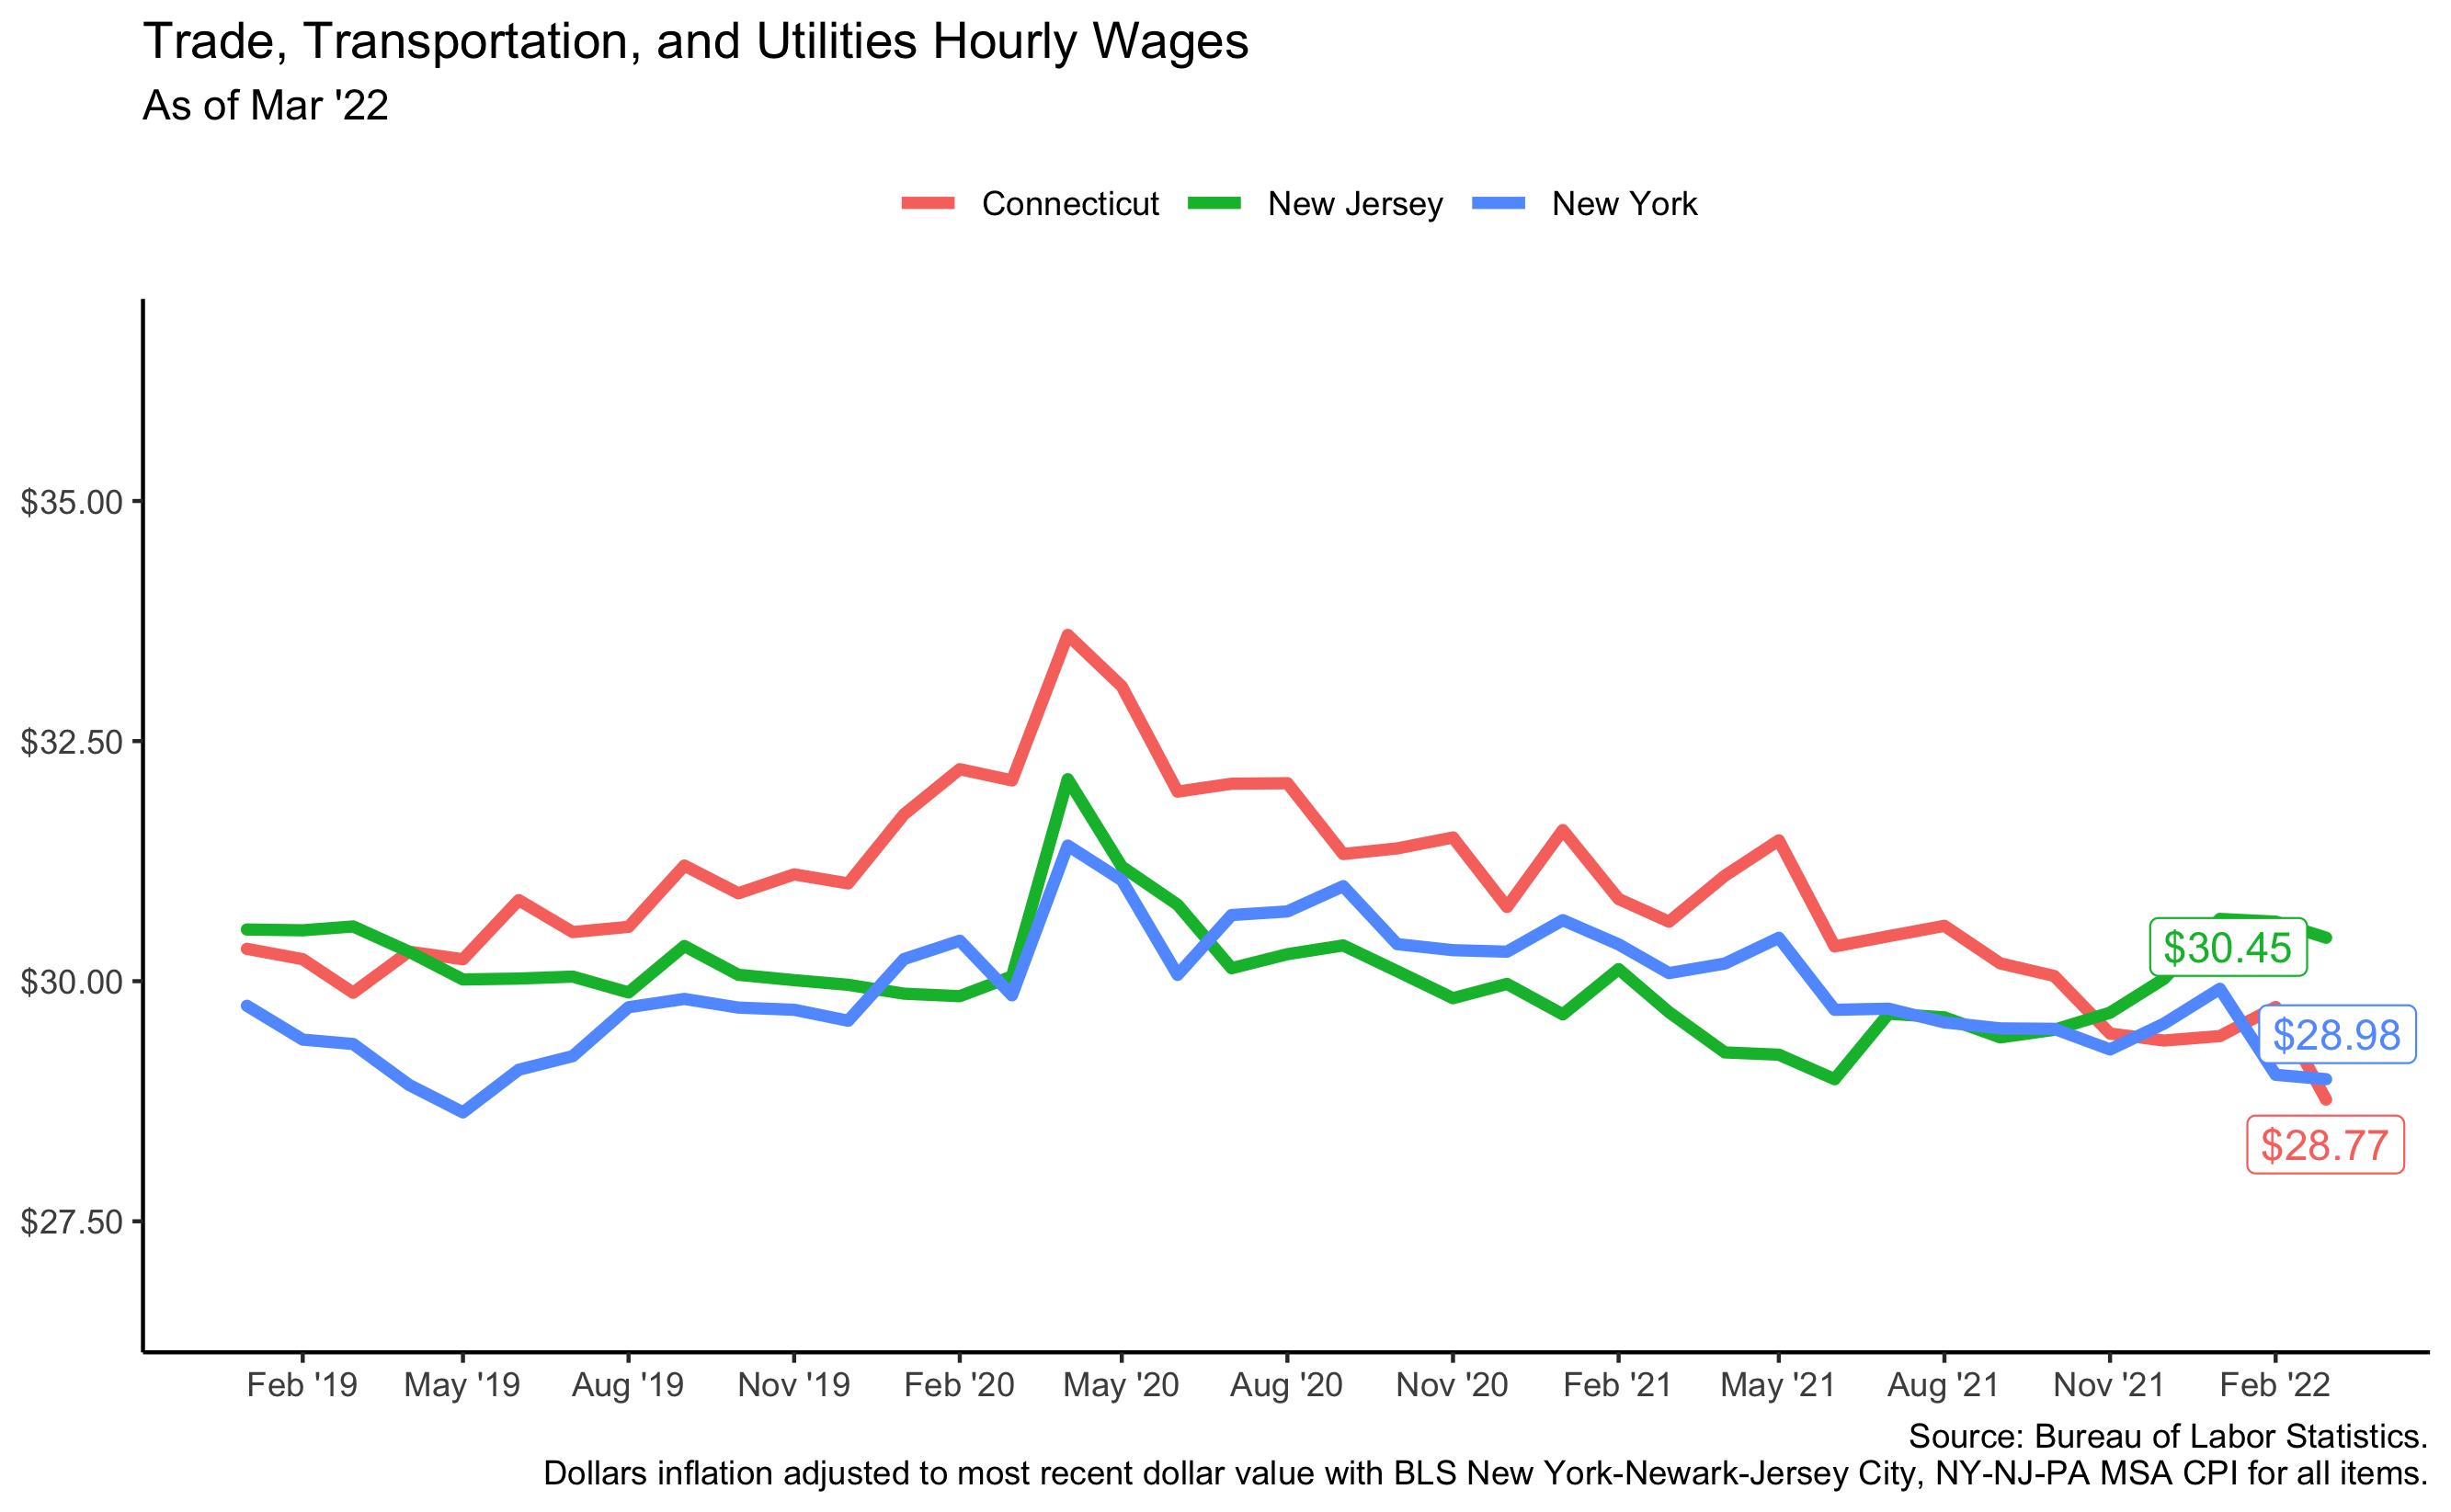 Trade, Transportation, and Utilities Hourly Wages
As of Mar '22
Connecticut New Jersey New York
$35.00
$32.50
$30.00
$27.50
$30.45
$28.98
$28.77
Feb '19 May '19 Aug '19 Nov '19 Feb '20 May '20 Aug '20 Nov '20 Feb '21 May '21 Aug '21 Nov '21 Feb '22
Source: Bureau of Labor Statistics.
Dollars inflation adjusted to most recent dollar value with BLS New York-Newark-Jersey City, NY-NJ-PA MSA CPI for all items.